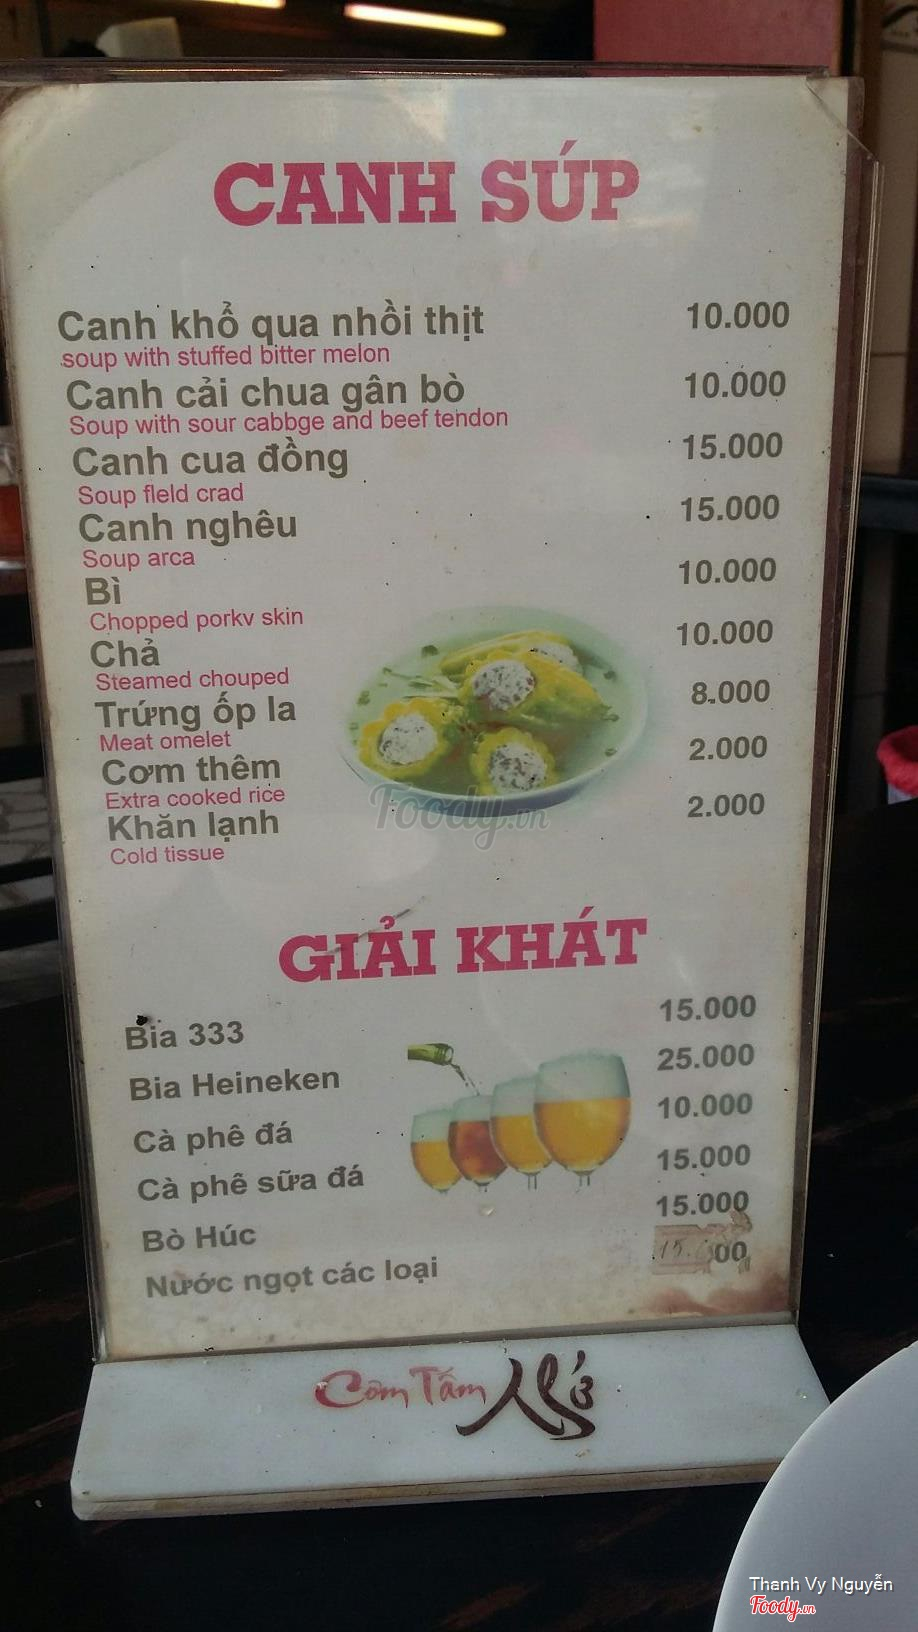 CANH SÚP
Canh khổ qua nhồi thịt 10.000
soup with stuffed bitter melon
Canh cải chua gân bò 10.000
Soup with sour cabbge and beef tendon
Canh cua đồng 15.000
Soup fleld crad
Canh nghêu 15.000
Soup arca
Bì 10.000
Chopped porkv skin
Chả 10.000
Steamed chouped
Trứng ốp la 8.000
Meat omelet
Cơm thêm 2.000
Extra cooked rice
Khăn lạnh 2.000
Cold tissue
Foody.vn
GIẢI KHÁT
Bia 333 15.000
Bia Heineken 25.000
Cà phê đá 10.000
Cà phê sữa đá 15.000
Bò Húc 15.000
Nước ngọt các loại
Cơm Tấm Nhớ
Thanh Vy Nguyễn
Foody.vn